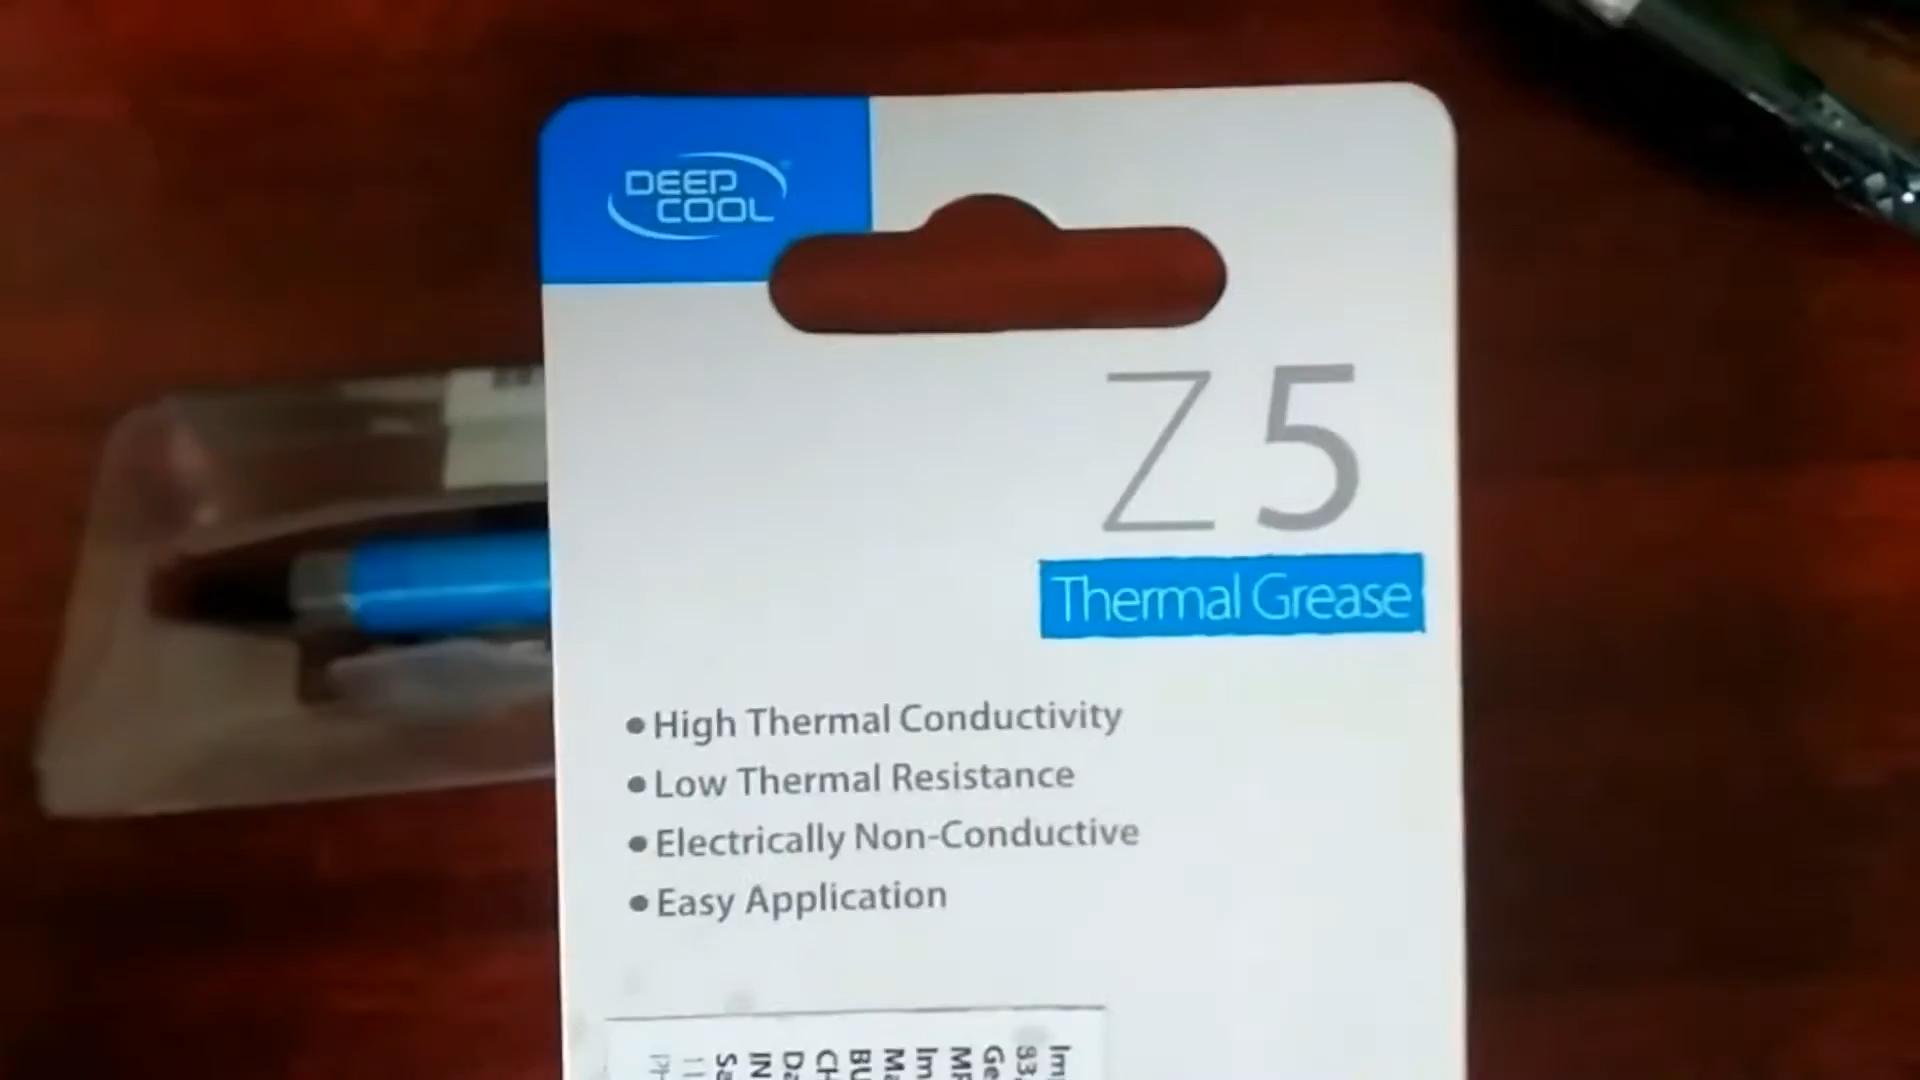 DEEP
COOL
Z5
Thermal Grease
• High Thermal Conductivity
• Low Thermal Resistance
• Electrically Non-Conductive
• Easy Application